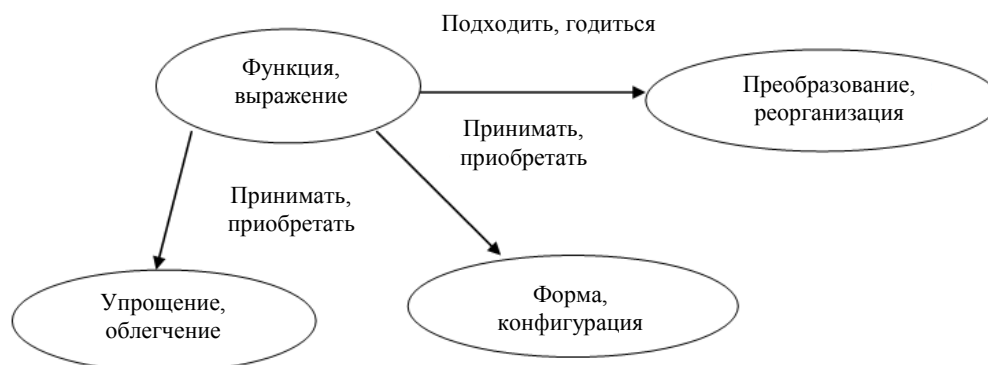 Подходить, годиться
Функция,
выражение
Преобразование,
реорганизация
Принимать,
приобретать
Принимать,
приобретать
Упрощение,
облегчение
Форма,
конфигурация